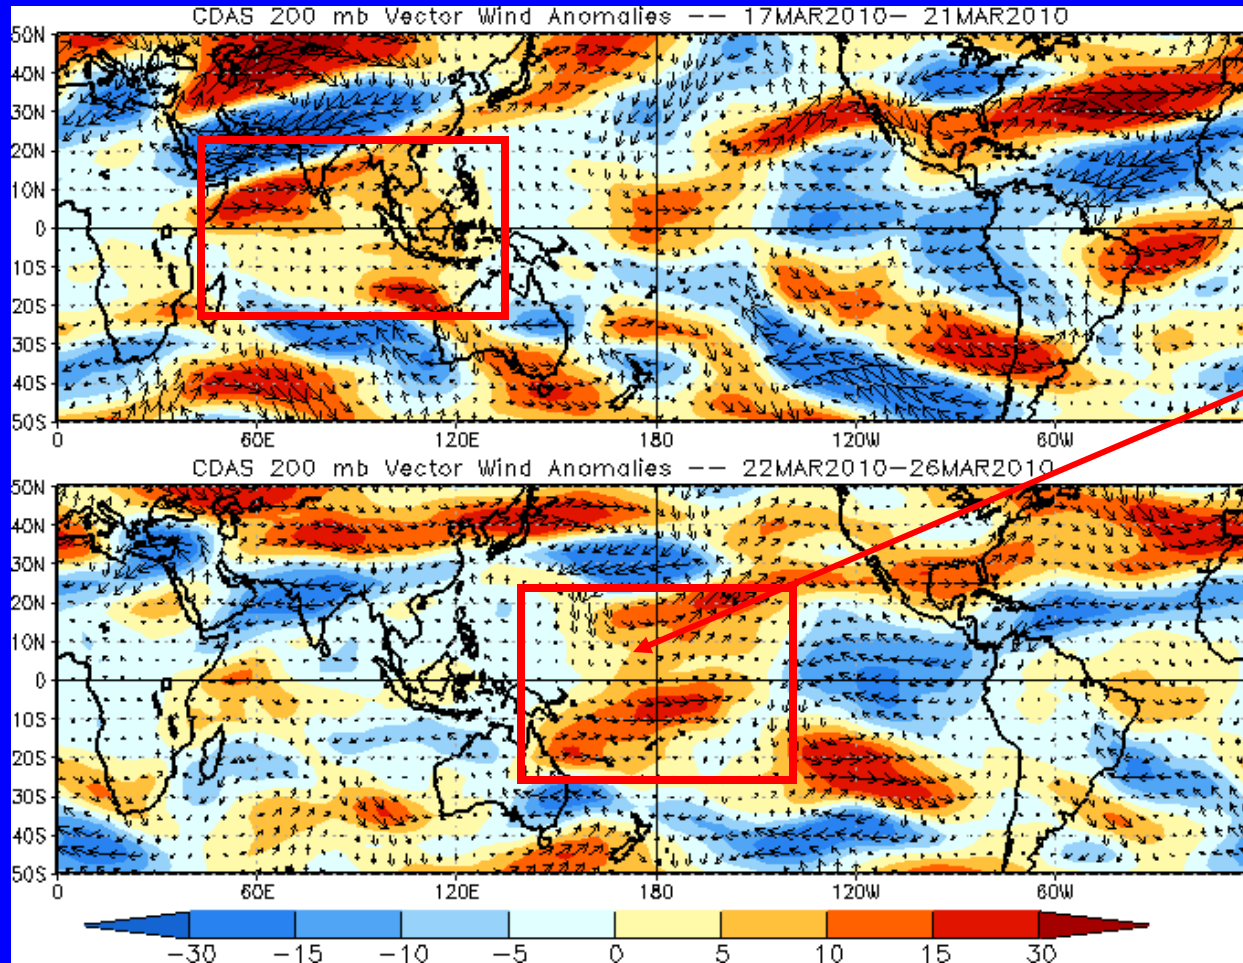 CDAS 200 mb Vector Wind Anomalies -- 17MAR2010- 21MAR2010
50N
40N
30N
20N
10N
0
10S
20S
30S
40S
50S
0 60E 120E 180 120W 60W
CDAS 200 mb Vector Wind Anomalies -- 22MAR2010-26MAR2010
50N
40N
30N
20N
10N
0
10S
20S
30S
40S
50S
0 60E 120E 180 120W 60W
-30 -15 -10 -5 0 5 10 15 30